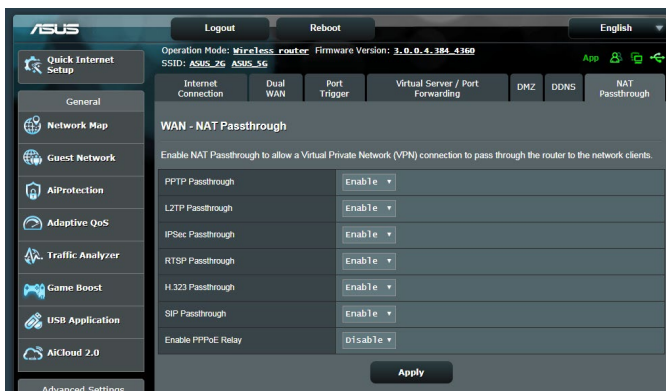 ASUS
Logout
Reboot
English
Operation Mode: Wireless router Firmware Version: 3.0.0.4.384_4360
SSID: ASUS_2G ASUS_5G
App
Quick Internet
Setup
General
Network Map
Guest Network
AiProtection
Adaptive QoS
Traffic Analyzer
Game Boost
USB Application
AiCloud 2.0
Advanced Settings
Internet
Connection
Dual
WAN
Port
Trigger
Virtual Server / Port
Forwarding
DMZ
DDNS
NAT
Passthrough
WAN - NAT Passthrough
Enable NAT Passthrough to allow a Virtual Private Network (VPN) connection to pass through the router to the network clients.
PPTP Passthrough Enable
L2TP Passthrough Enable
IPSec Passthrough Enable
RTSP Passthrough Enable
H.323 Passthrough Enable
SIP Passthrough Enable
Enable PPPoE Relay Disable
Apply